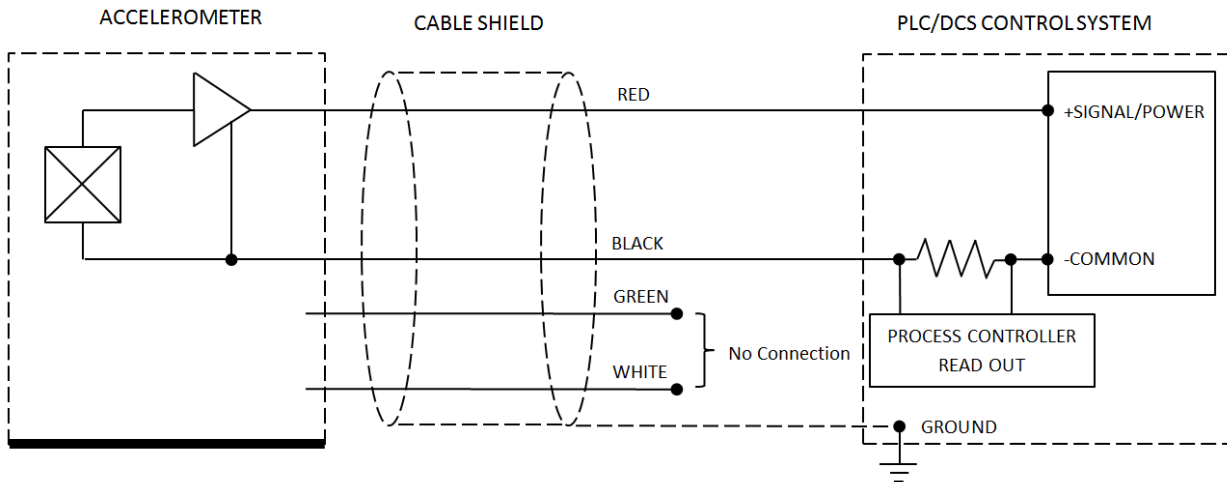 ACCELEROMETER
CABLE SHIELD
PLC/DCS CONTROL SYSTEM
RED
+SIGNAL/POWER
BLACK
-COMMON
GREEN
No Connection
WHITE
PROCESS CONTROLLER
READ OUT
GROUND